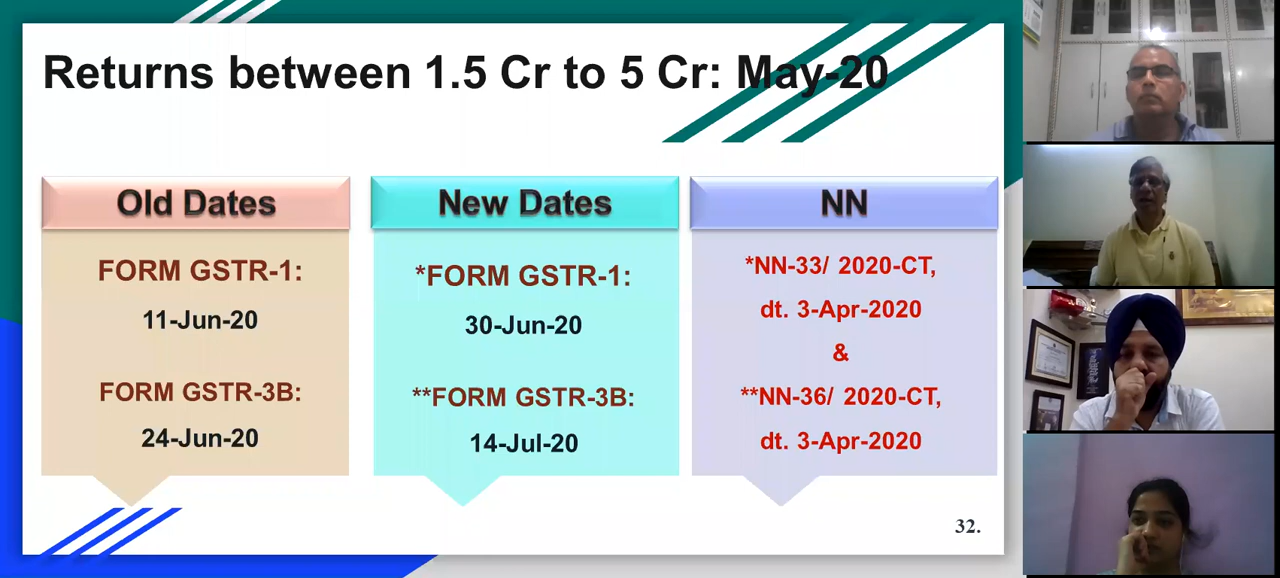 Returns between 1.5 Cr to 5 Cr: May-20
Old Dates
FORM GSTR-1:
11-Jun-20
FORM GSTR-3B:
24-Jun-20
New Dates
*FORM GSTR-1:
30-Jun-20
**FORM GSTR-3B:
14-Jul-20
NN
*NN-33/ 2020-CT,
dt. 3-Apr-2020
&
**NN-36/ 2020-CT,
dt. 3-Apr-2020
32.